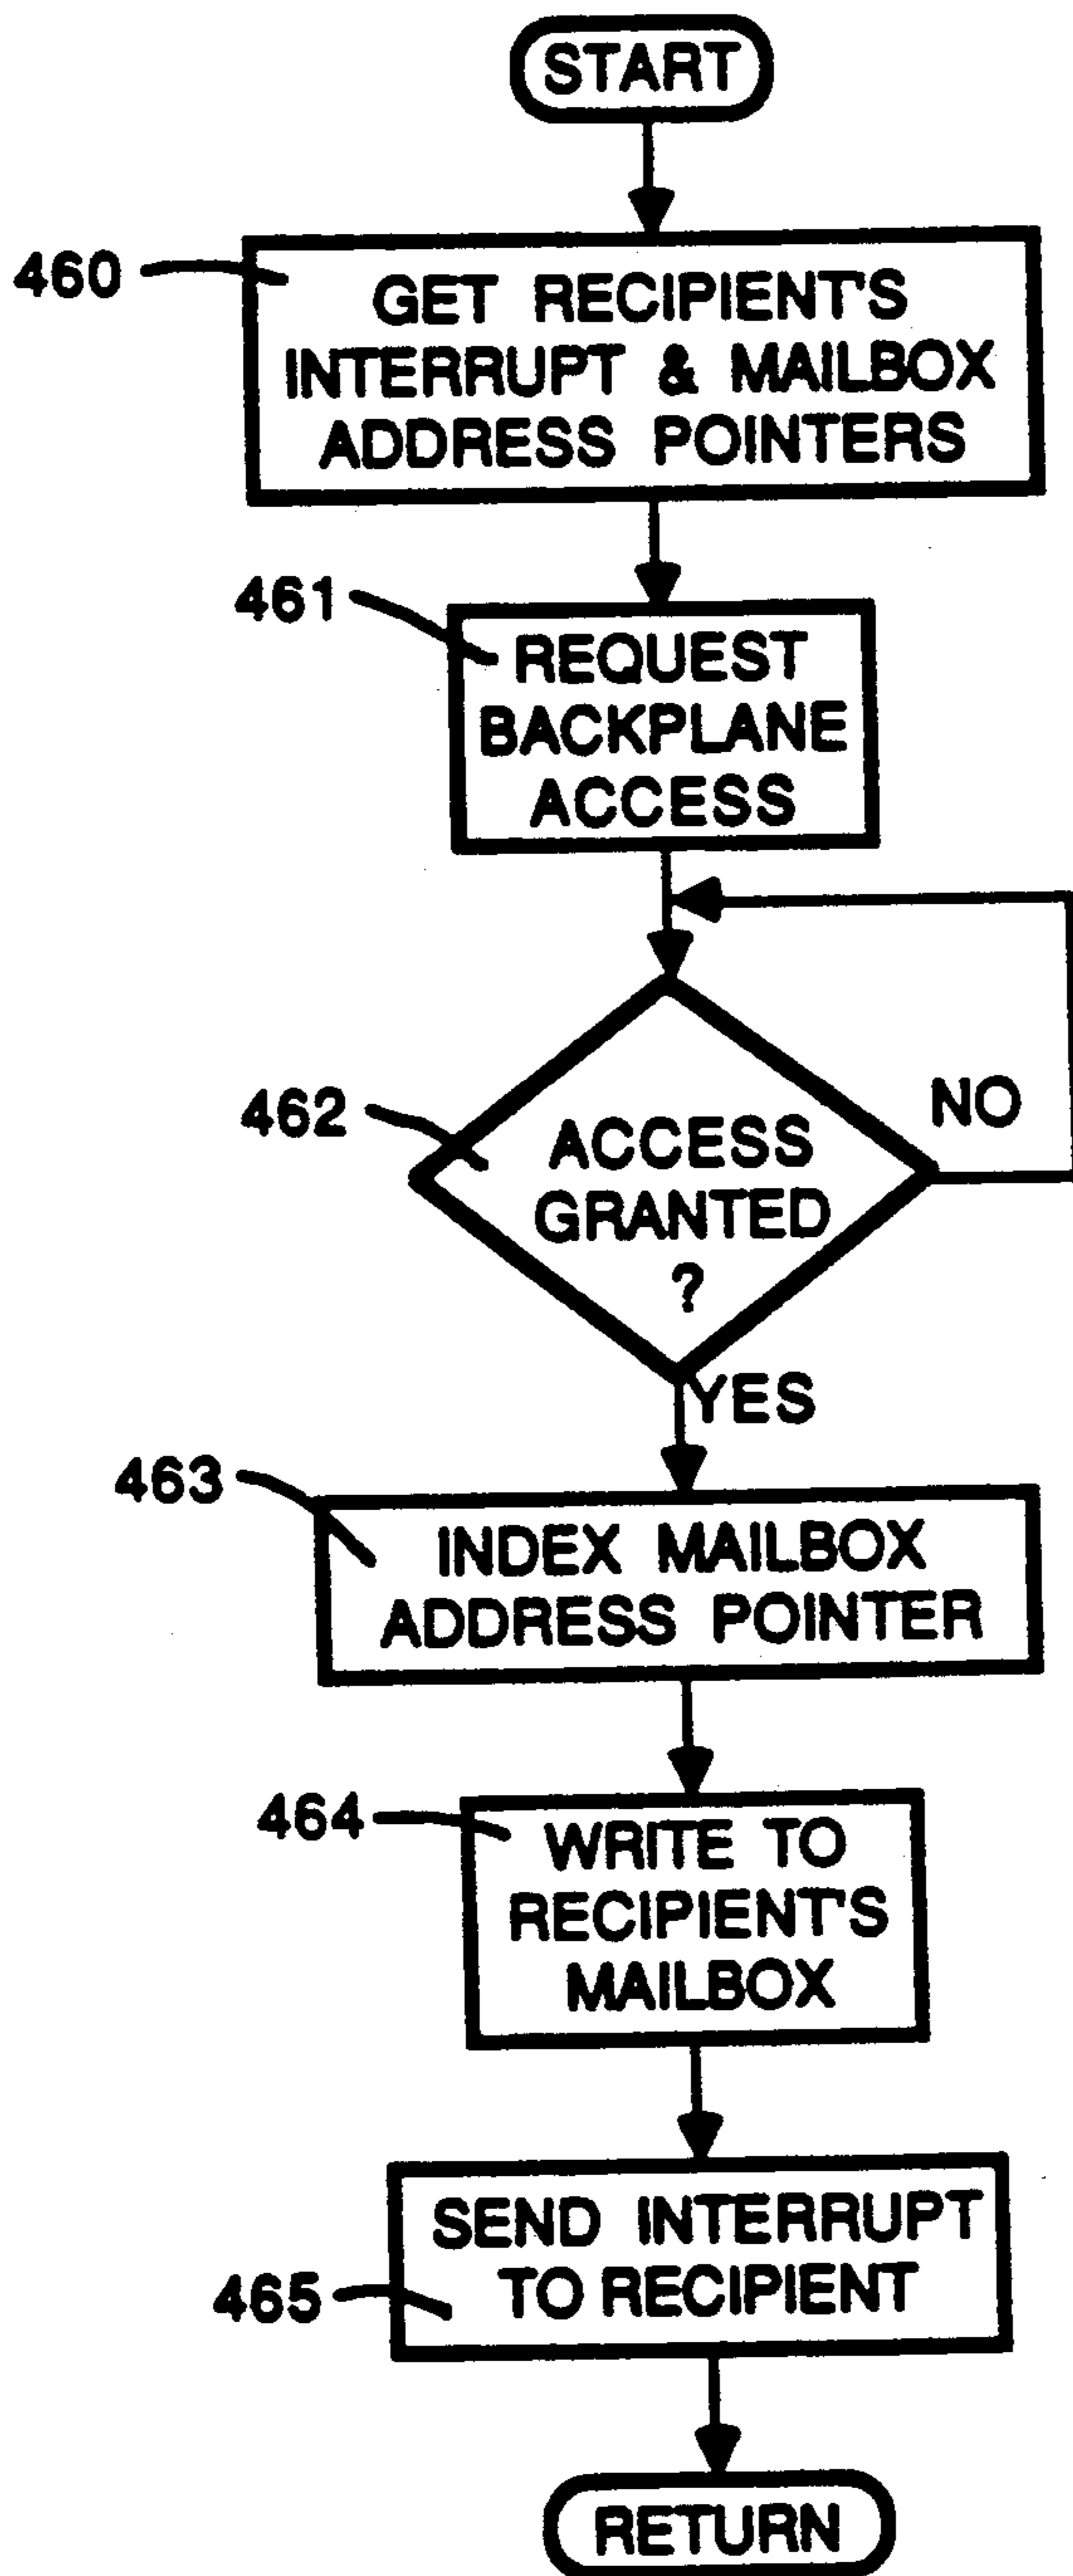 START
460
GET RECIPIENT'S
INTERRUPT & MAILBOX
ADDRESS POINTERS
461
REQUEST
BACKPLANE
ACCESS
462
ACCESS
GRANTED
?
NO
YES
463
INDEX MAILBOX
ADDRESS POINTER
464
WRITE TO
RECIPIENT'S
MAILBOX
SEND INTERRUPT
TO RECIPIENT
465
RETURN